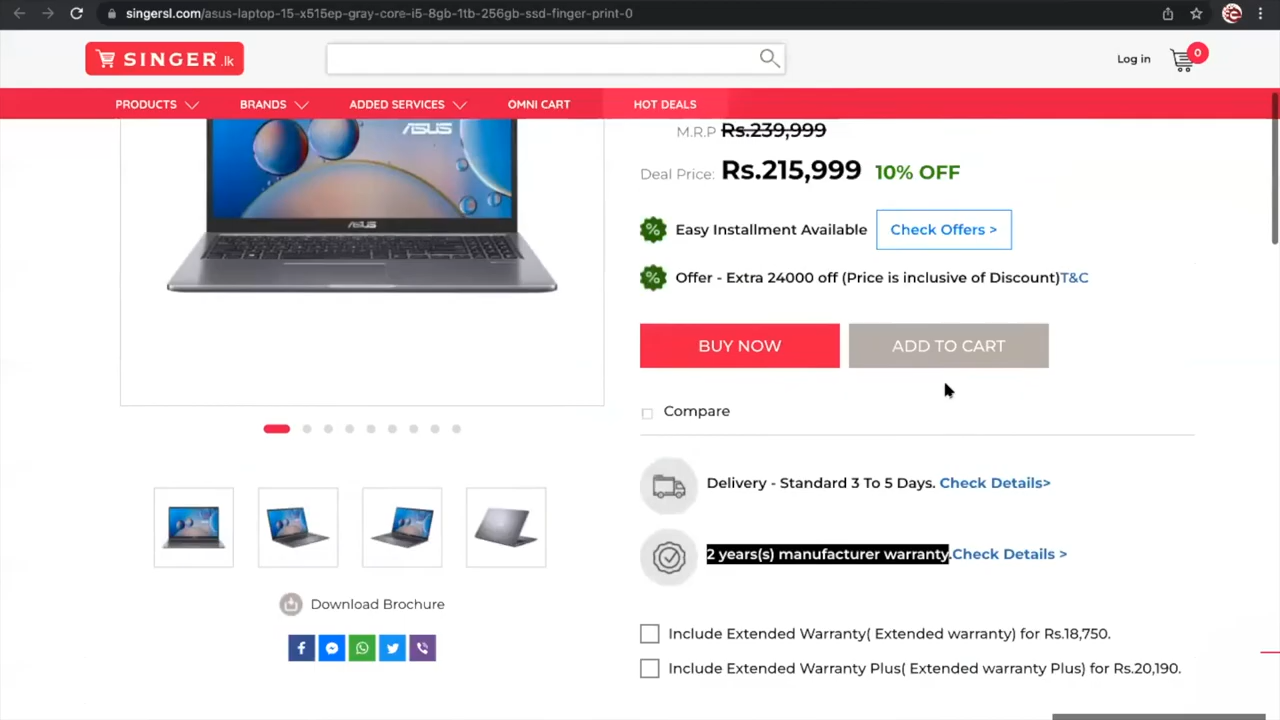 singersl.com/asus-laptop-15-x515ep-gray-core-i5-8gb-1tb-256gb-ssd-finger-print-0
SINGER.lk
Log in
0
PRODUCTS BRANDS ADDED SERVICES OMNI CART HOT DEALS
ASUS
ASUS
M.R.P Rs.239,999
Deal Price: Rs.215,999 10% OFF
% Easy Installment Available Check Offers >
% Offer - Extra 24000 off (Price is inclusive of Discount)T&C
BUY NOW ADD TO CART
Compare
Delivery - Standard 3 To 5 Days. Check Details>
2 years(s) manufacturer warranty.Check Details >
Download Brochure
Include Extended Warranty( Extended warranty) for Rs.18,750.
Include Extended Warranty Plus( Extended warranty Plus) for Rs.20,190.